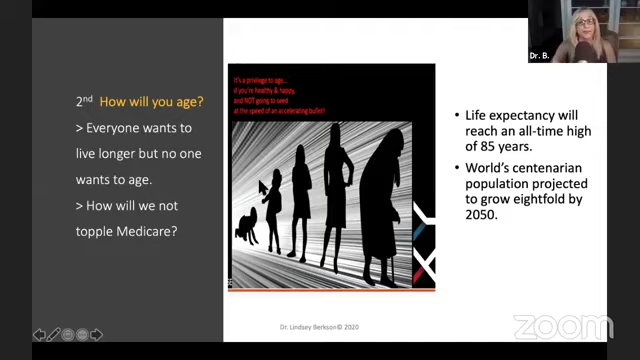 2nd How will you age?
> Everyone wants to
live longer but no one
wants to age.
> How will we not
topple Medicare?
It's a privilege to age...
if you're healthy & happy,
and NOT going to seed
at the speed of an accelerating bullet!
• Life expectancy will
reach an all-time high
of 85 years.
• World's centenarian
population projected
to grow eightfold by
2050.
Dr. B.
Dr. Lindsey Berkson© 2020
zoom